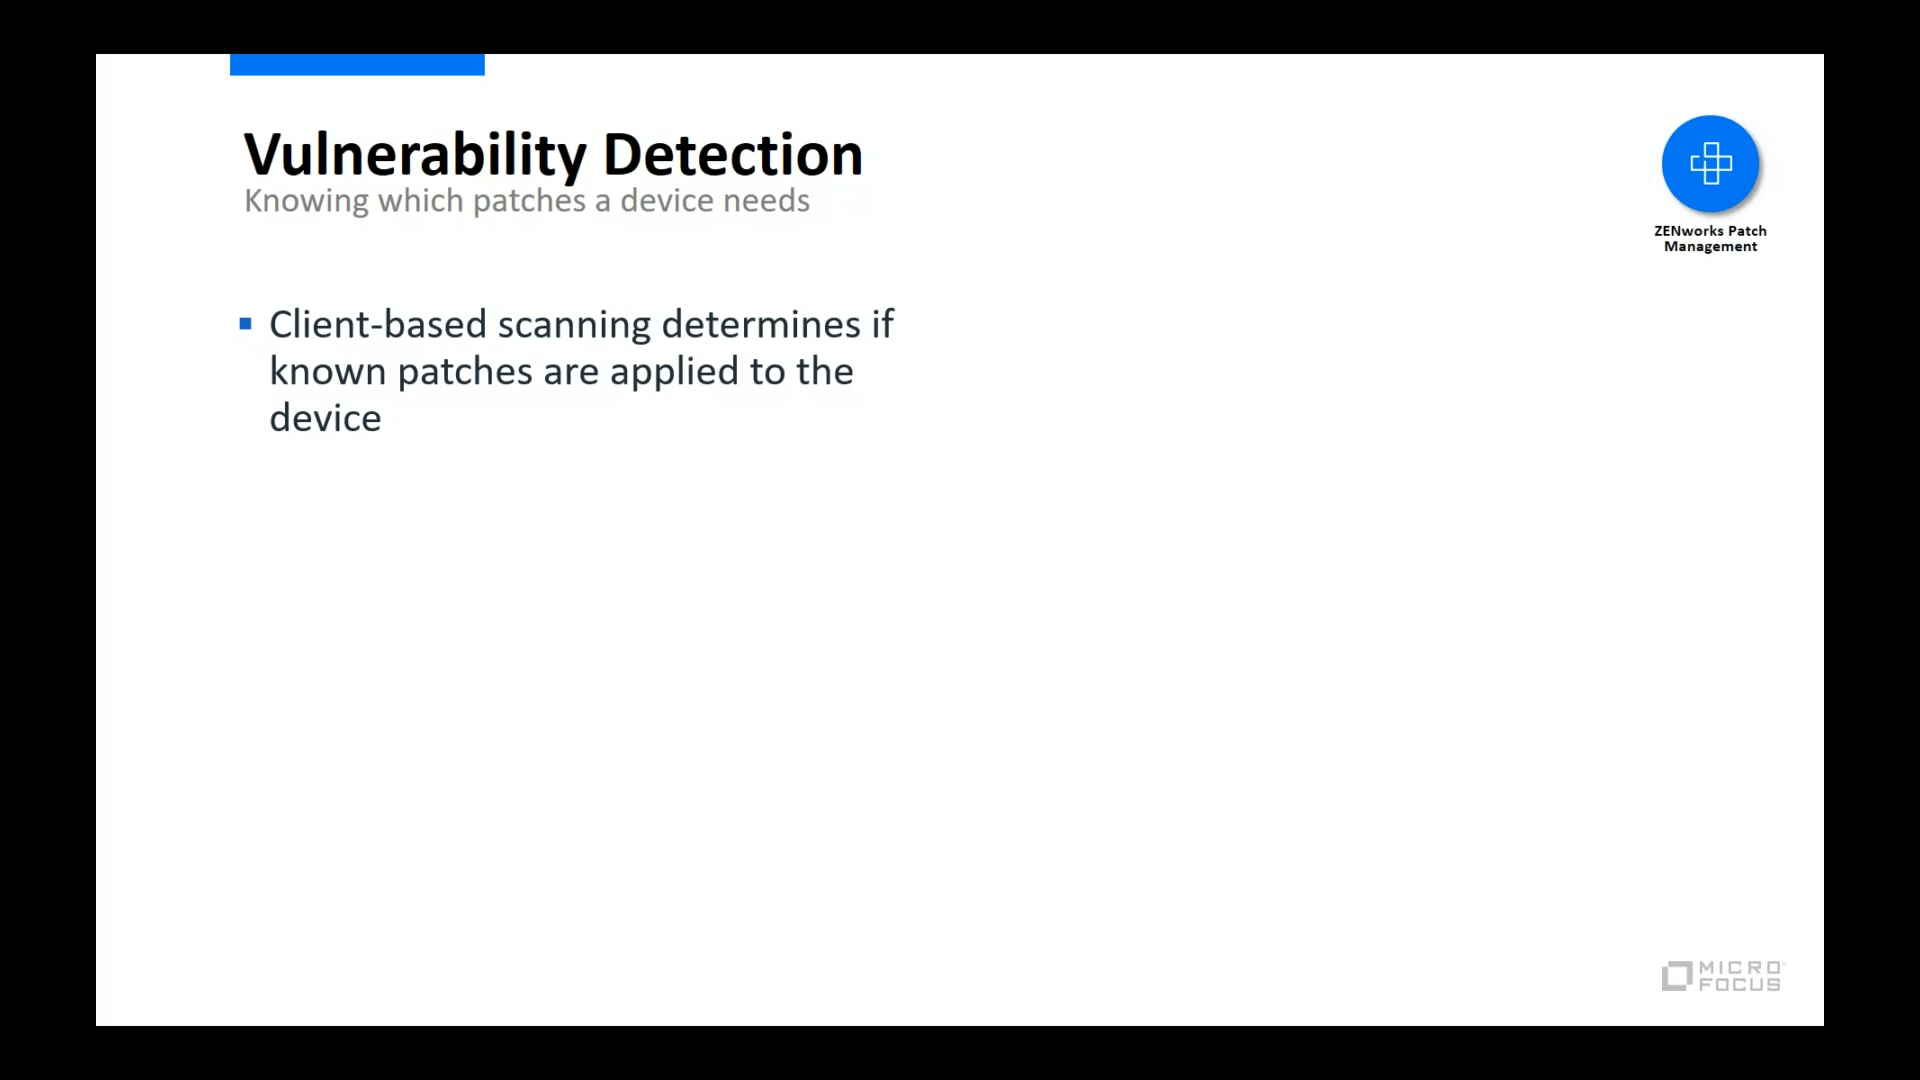 Vulnerability Detection
Knowing which patches a device needs
ZENworks Patch
Management
▪ Client-based scanning determines if
known patches are applied to the
device
MICRO
FOCUS